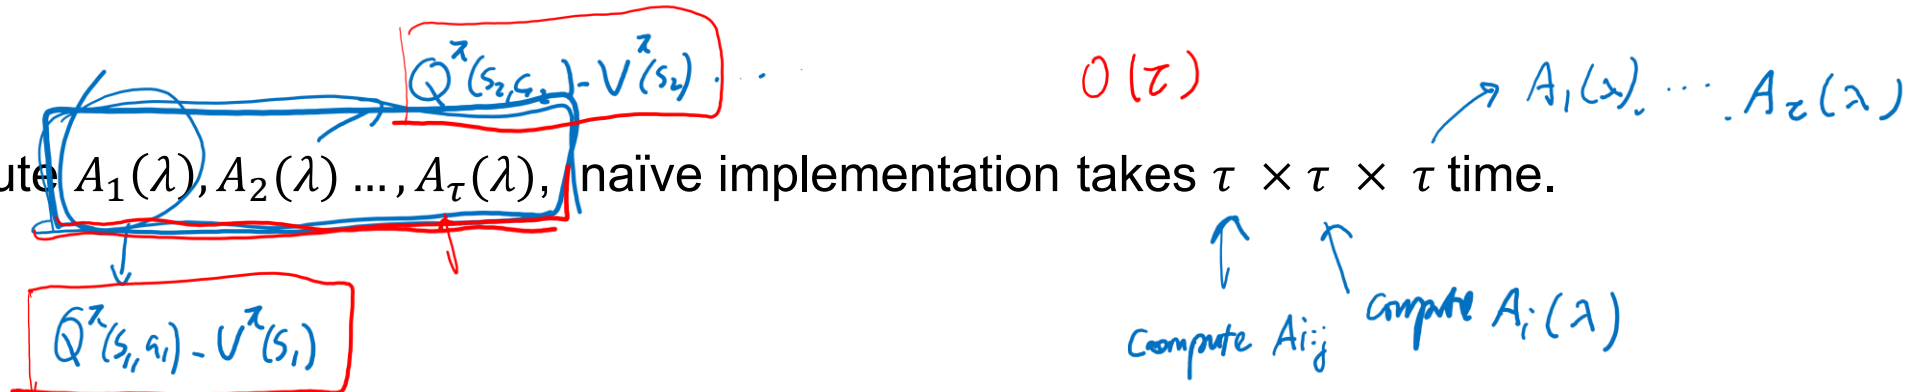 Q^π(s₂,a₂) - V^π(s₂) ...
O(τ)
A₁(λ). ... . A_τ(λ)
ute A₁(λ), A₂(λ) ..., A_τ(λ), naïve implementation takes τ × τ × τ time.
Q^π(s₁,a₁) - V^π(s₁)
Compute A_{i:j}
compute A_i(λ)